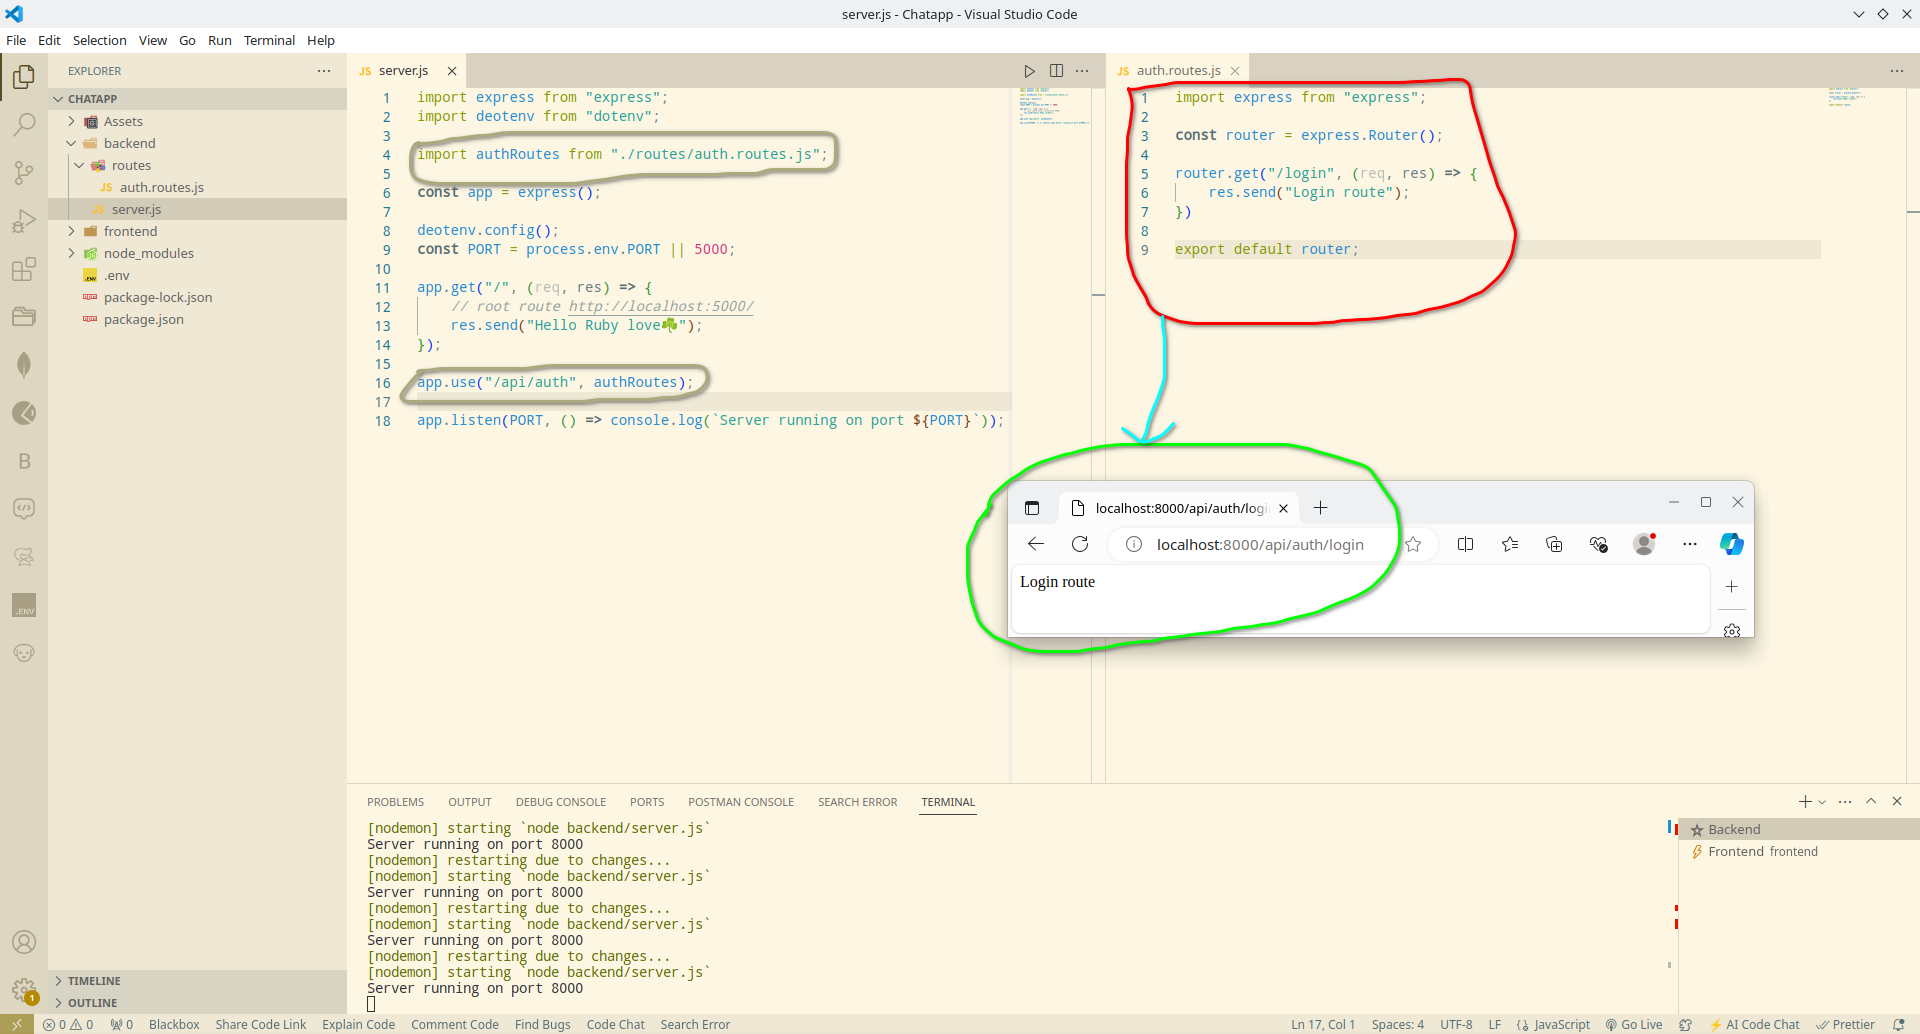 server.js - Chatapp - Visual Studio Code
File Edit Selection View Go Run Terminal Help
EXPLORER
CHATAPP
Assets
backend
routes
JS auth.routes.js
JS server.js
frontend
node_modules
.ENV .env
package-lock.json
package.json
TIMELINE
OUTLINE
B
.ENV
1
JS server.js
1 import express from "express";
2 import deotenv from "dotenv";
3
4 import authRoutes from "./routes/auth.routes.js";
5
6 const app = express();
7
8 deotenv.config();
9 const PORT = process.env.PORT || 5000;
10
11 app.get("/", (req, res) => {
12 // root route http://localhost:5000/
13 res.send("Hello Ruby love☘️");
14 });
15
16 app.use("/api/auth", authRoutes);
17
18 app.listen(PORT, () => console.log(`Server running on port ${PORT}`));
JS auth.routes.js
1 import express from "express";
2
3 const router = express.Router();
4
5 router.get("/login", (req, res) => {
6 res.send("Login route");
7 })
8
9 export default router;
localhost:8000/api/auth/logi
localhost:8000/api/auth/login
Login route
PROBLEMS OUTPUT DEBUG CONSOLE PORTS POSTMAN CONSOLE SEARCH ERROR TERMINAL
[nodemon] starting `node backend/server.js`
Server running on port 8000
[nodemon] restarting due to changes...
[nodemon] starting `node backend/server.js`
Server running on port 8000
[nodemon] restarting due to changes...
[nodemon] starting `node backend/server.js`
Server running on port 8000
[nodemon] restarting due to changes...
[nodemon] starting `node backend/server.js`
Server running on port 8000
Backend
Frontend frontend
0 0 0 Blackbox Share Code Link Explain Code Comment Code Find Bugs Code Chat Search Error Ln 17, Col 1 Spaces: 4 UTF-8 LF {} JavaScript Go Live AI Code Chat Prettier